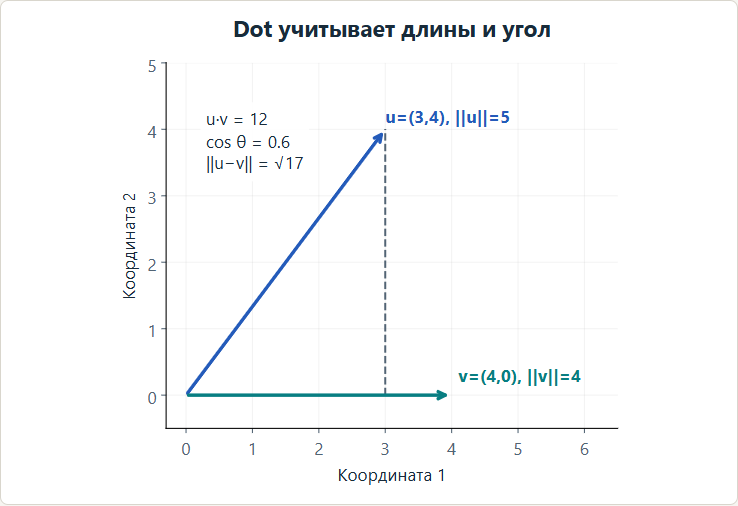 Dot учитывает длины и угол
5
4
3
2
1
0
Координата 2
u·v = 12
cos θ = 0.6
||u−v|| = √17
u=(3,4), ||u||=5
v=(4,0), ||v||=4
0 1 2 3 4 5 6
Координата 1